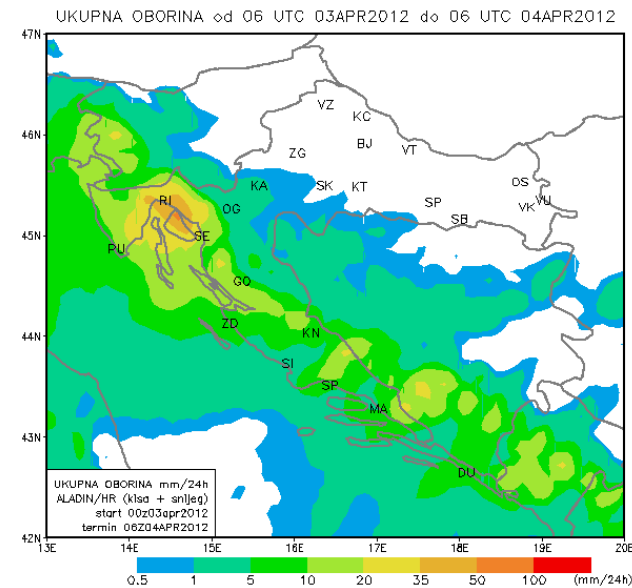 UKUPNA OBORINA od 06 UTC 03APR2012 do 06 UTC 04APR2012
47N
VZ
KC
46N
BJ
VT
ZG
KA
SK
KT
OS
RI
OG
SP
VU
VK
SB
SE
45N
PU
GO
ZD
44N
KN
SI
SP
MA
43N
DU
UKUPNA OBORINA mm/24h
ALADIN/HR (kisa + snijeg)
start 00z03apr2012
termin 06Z04APR2012
42N
13E 14E 15E 16E 17E 18E 19E 20E
0.5 1 5 10 20 35 50 100 (mm/24h)